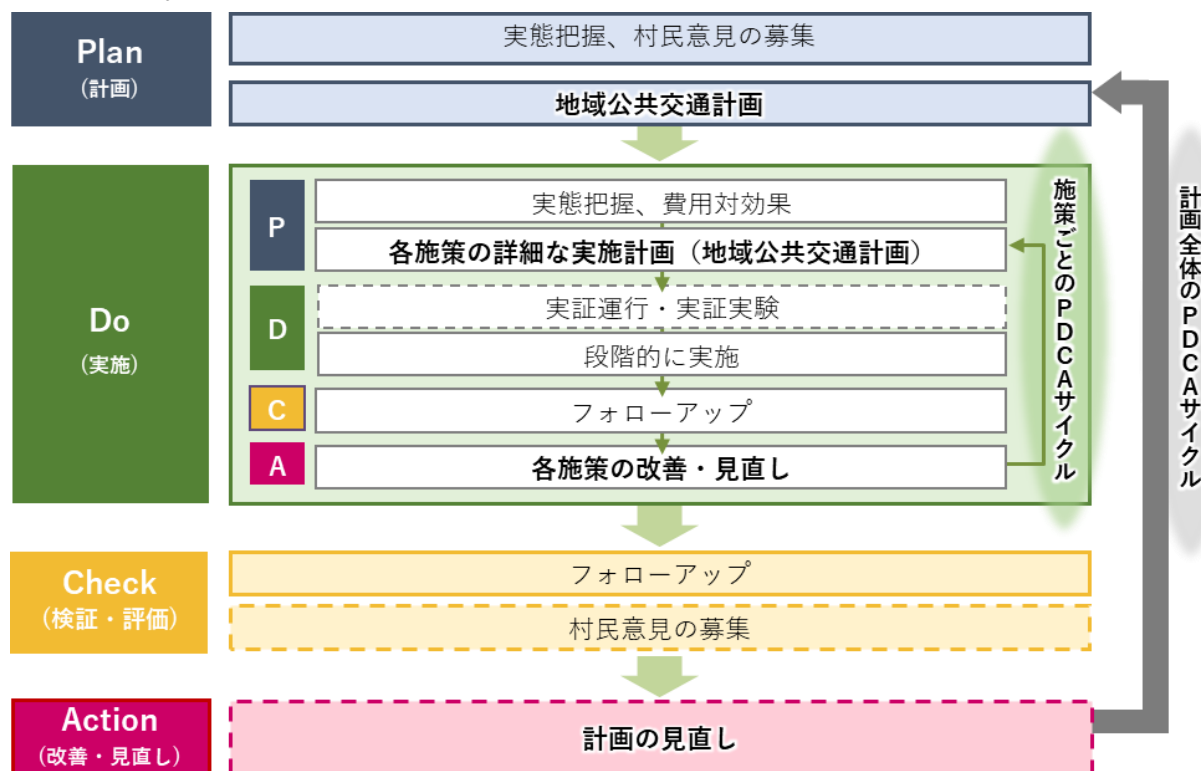 Plan
(計画)
実態把握、村民意見の募集
地域公共交通計画
Do
(実施)
P
実態把握、費用対効果
各施策の詳細な実施計画（地域公共交通計画）
D
実証運行・実証実験
段階的に実施
C
フォローアップ
A
各施策の改善・見直し
施策ごとのPDCAサイクル
計画全体のPDCAサイクル
Check
(検証・評価)
フォローアップ
村民意見の募集
Action
(改善・見直し)
計画の見直し